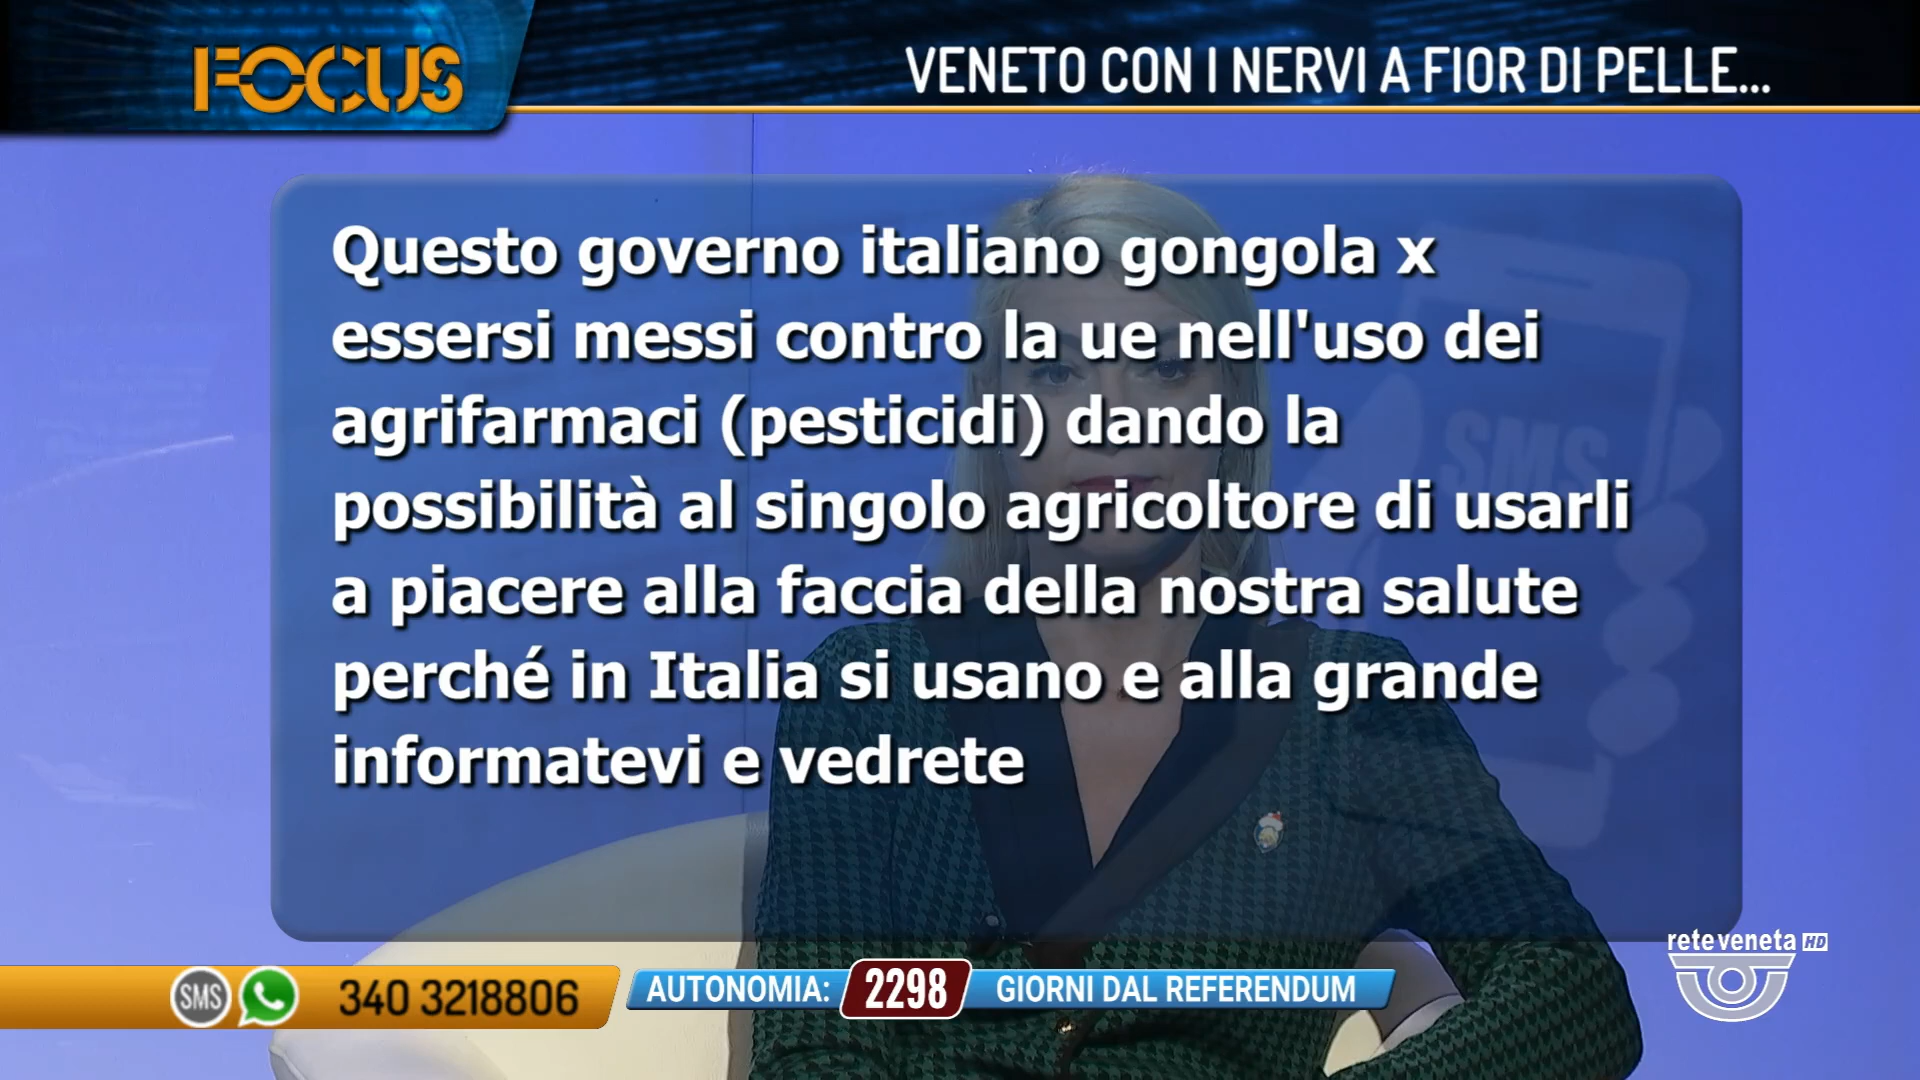 FOCUS
VENETO CON I NERVI A FIOR DI PELLE...
Questo governo italiano gongola x
essersi messi contro la ue nell'uso dei
agrifarmaci (pesticidi) dando la
possibilità al singolo agricoltore di usarli
a piacere alla faccia della nostra salute
perché in Italia si usano e alla grande
informatevi e vedrete
SMS
reteveneta HD
SMS 340 3218806
AUTONOMIA: 2298 GIORNI DAL REFERENDUM